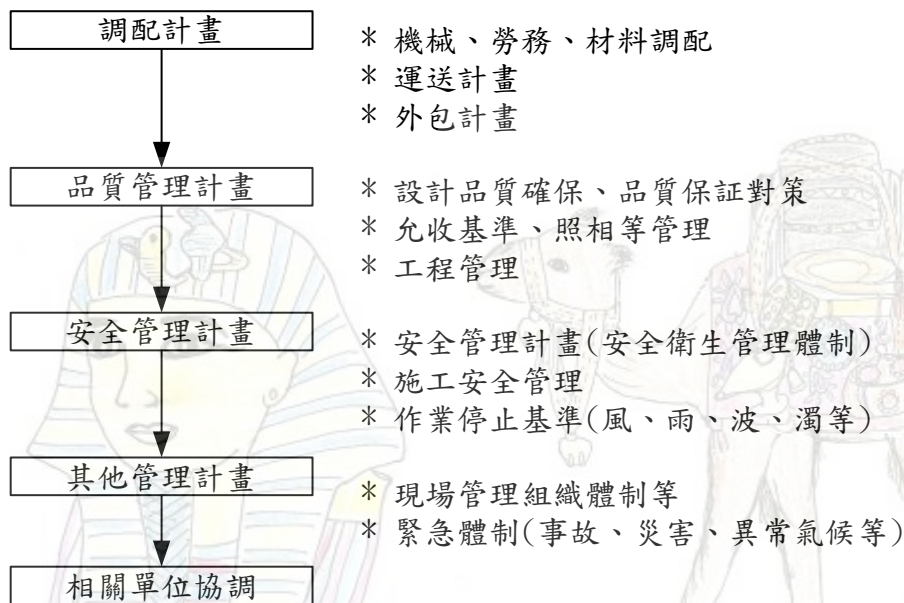 調配計畫
* 機械、勞務、材料調配
* 運送計畫
* 外包計畫
品質管理計畫
* 設計品質確保、品質保証對策
* 允收基準、照相等管理
* 工程管理
安全管理計畫
* 安全管理計畫(安全衛生管理體制)
* 施工安全管理
* 作業停止基準(風、雨、波、濁等)
其他管理計畫
* 現場管理組織體制等
* 緊急體制(事故、災害、異常氣候等)
相關單位協調